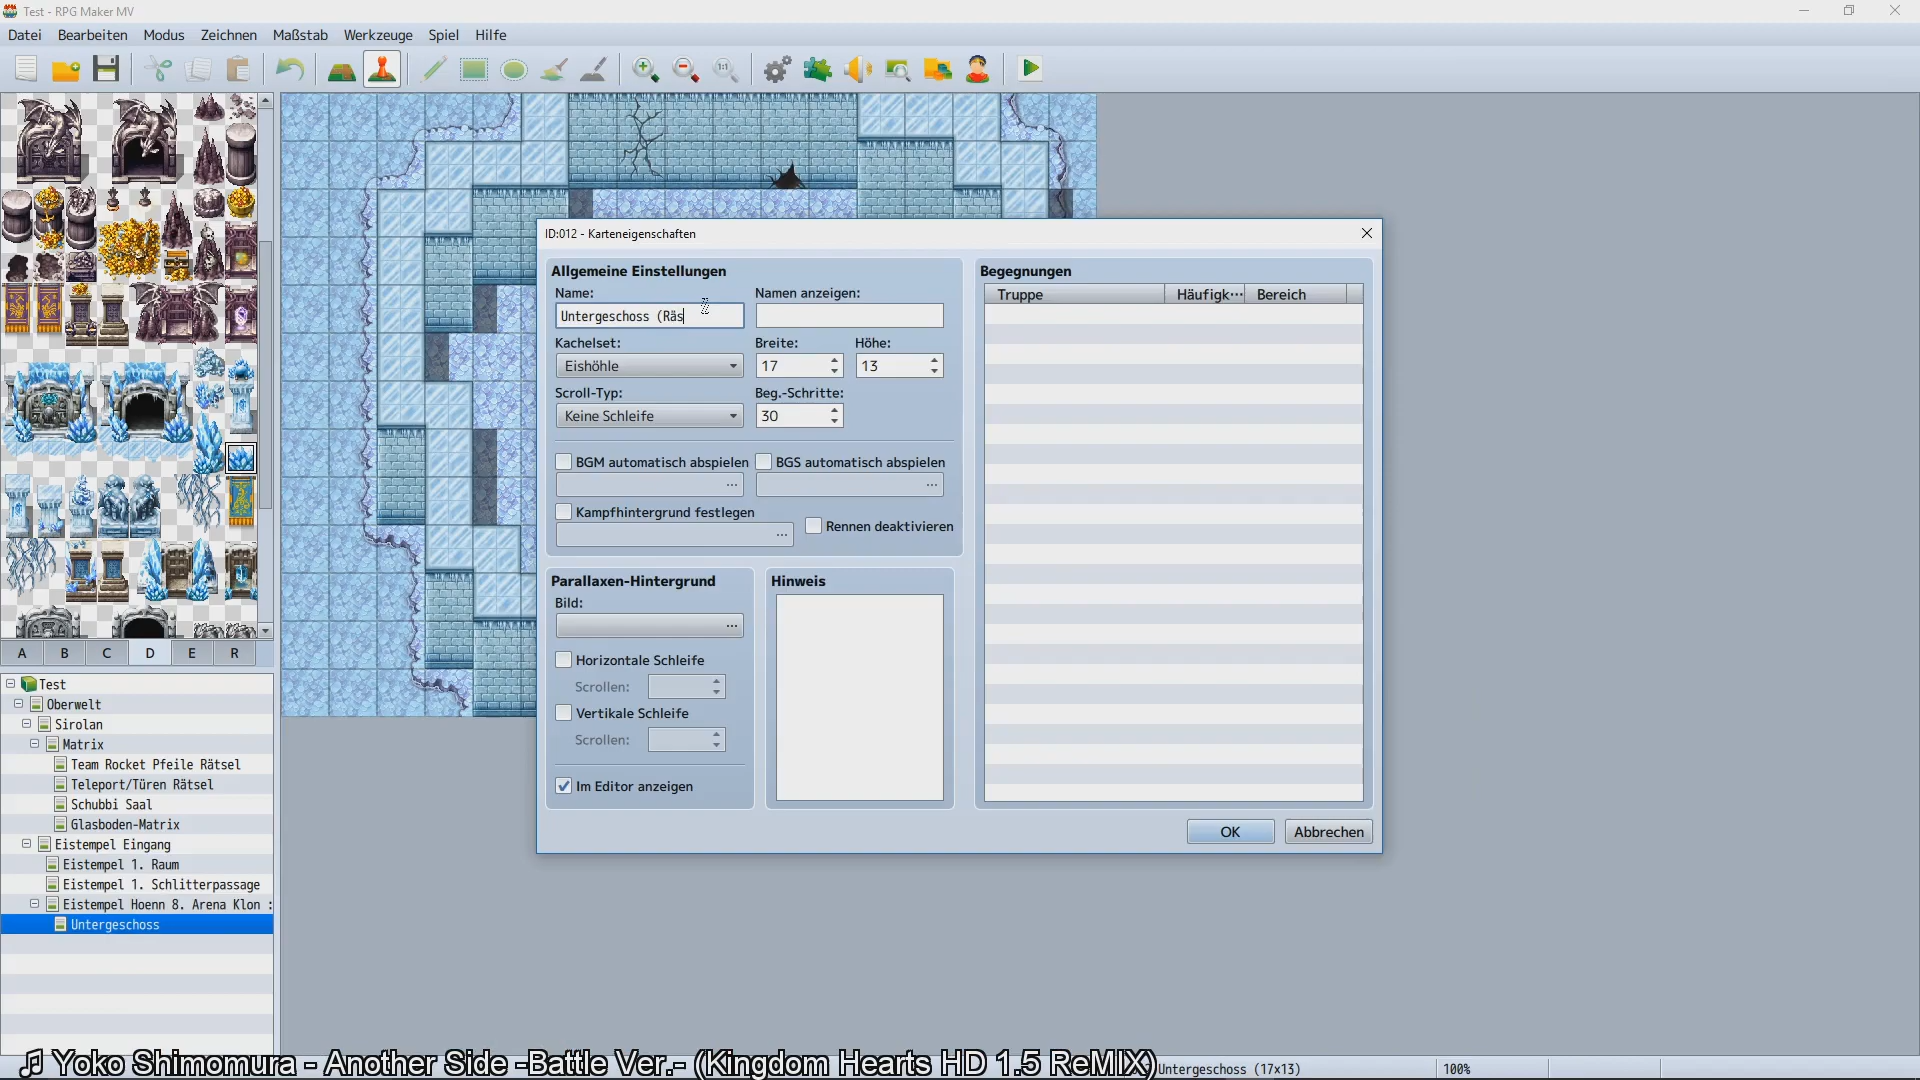 Test - RPG Maker MV
Datei Bearbeiten Modus Zeichnen Maßstab Werkzeuge Spiel Hilfe
1:1
A B C D E R
Test
Oberwelt
Sirolan
Matrix
Team Rocket Pfeile Rätsel
Teleport/Türen Rätsel
Schubbi Saal
Glasboden-Matrix
Eistempel Eingang
Eistempel 1. Raum
Eistempel 1. Schlitterpassage
Eistempel Hoenn 8. Arena Klon :
Untergeschoss
ID:012 - Karteneigenschaften
Allgemeine Einstellungen
Name: Namen anzeigen:
Untergeschoss (Räs
Kachelset: Breite: Höhe:
Eishöhle 17 13
Scroll-Typ: Beg.-Schritte:
Keine Schleife 30
BGM automatisch abspielen BGS automatisch abspielen
... ...
Kampfhintergrund festlegen
... Rennen deaktivieren
Parallaxen-Hintergrund
Bild:
...
Horizontale Schleife
Scrollen:
Vertikale Schleife
Scrollen:
Im Editor anzeigen
Hinweis
Begegnungen
Truppe Häufigk··· Bereich
OK Abbrechen
♫ Yoko Shimomura - Another Side -Battle Ver.- (Kingdom Hearts HD 1.5 ReMIX)
Untergeschoss (17x13) 100%